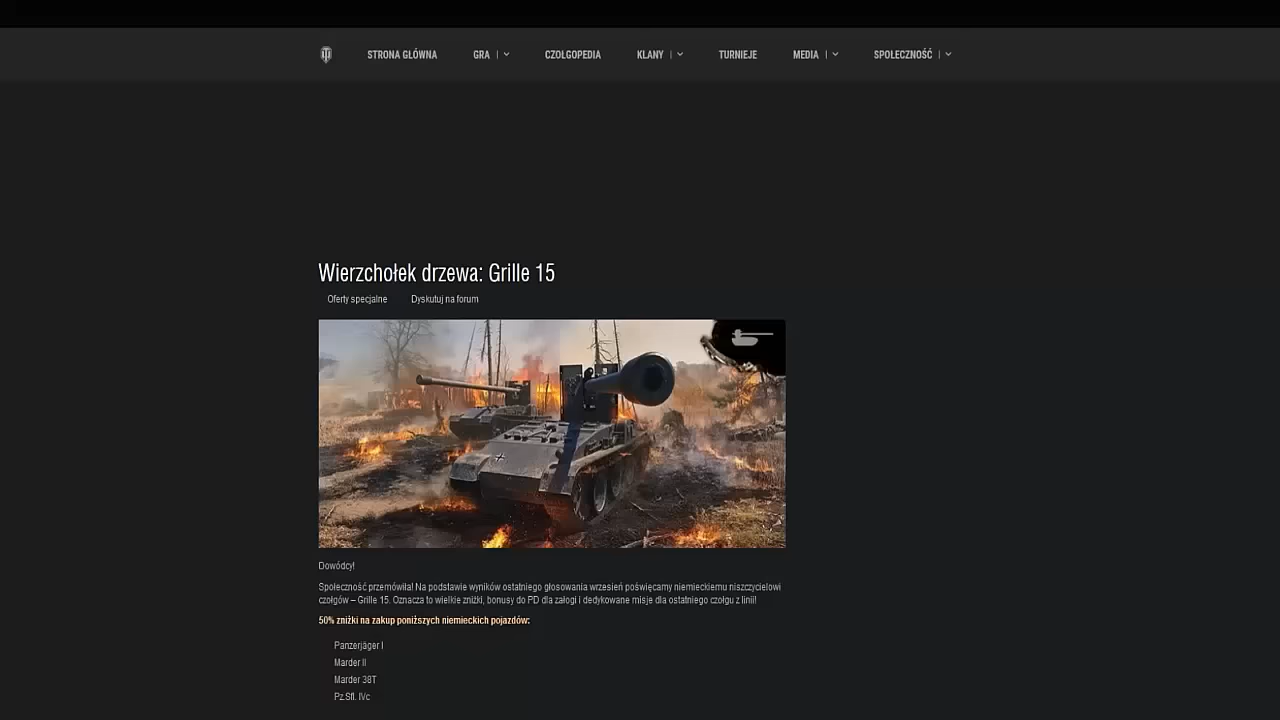 STRONA GŁÓWNA GRA CZOŁGOPEDIA KLANY TURNIEJE MEDIA SPOŁECZNOŚĆ
Wierzchołek drzewa: Grille 15
Oferty specjalne Dyskutuj na forum
Dowódcy!
Społeczność przemówiła! Na podstawie wyników ostatniego głosowania wrzesień poświęcamy niemieckiemu niszczycielowi
czołgów – Grille 15. Oznacza to wielkie zniżki, bonusy do PD dla załogi i dedykowane misje dla ostatniego czołgu z linii!
50% zniżki na zakup poniższych niemieckich pojazdów:
Panzerjäger I
Marder II
Marder 38T
Pz.Sfl. IVc